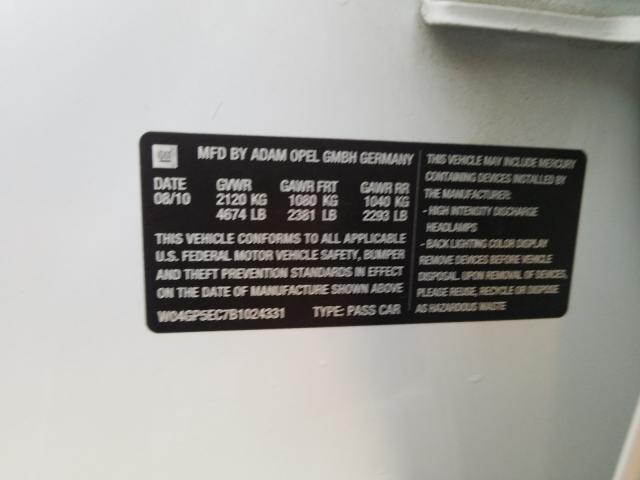 GM
MFD BY ADAM OPEL GMBH GERMANY
DATE GVWR GAWR FRT GAWR RR
08/10 2120 KG 1080 KG 1040 KG
4674 LB 2381 LB 2293 LB
THIS VEHICLE CONFORMS TO ALL APPLICABLE
U.S. FEDERAL MOTOR VEHICLE SAFETY, BUMPER
AND THEFT PREVENTION STANDARDS IN EFFECT
ON THE DATE OF MANUFACTURE SHOWN ABOVE
W04GP5EC7B1024331 TYPE: PASS CAR
THIS VEHICLE MAY INCLUDE MERCURY
CONTAINING DEVICES INSTALLED BY
THE MANUFACTURER:
- HIGH INTENSITY DISCHARGE
HEADLAMPS
- BACK LIGHTING COLOR DISPLAY
REMOVE DEVICES BEFORE VEHICLE
DISPOSAL. UPON REMOVAL OF DEVICES,
PLEASE REUSE, RECYCLE OR DISPOSE
AS HAZARDOUS WASTE